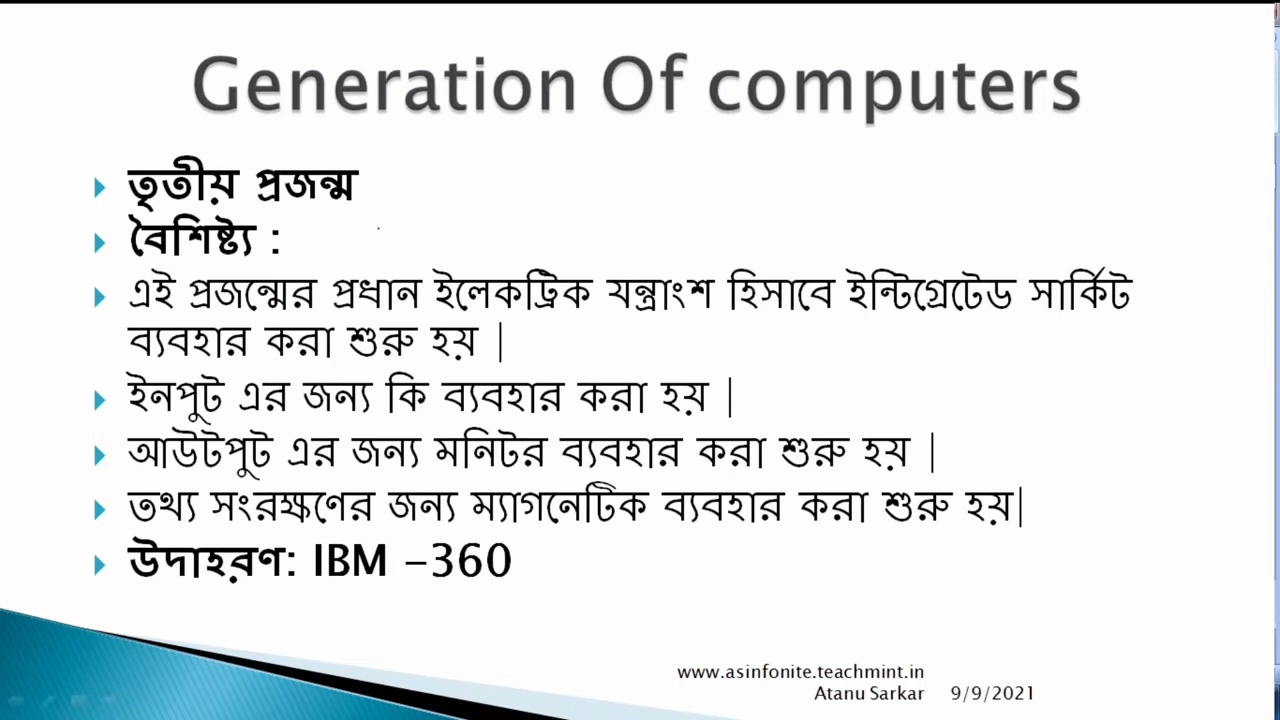 Generation Of computers
তৃতীয় প্রজন্ম
বৈশিষ্ট্য :
এই প্রজন্মের প্রধান ইলেকট্রিক যন্ত্রাংশ হিসাবে ইন্টিগ্রেটেড সার্কিট
ব্যবহার করা শুরু হয় |
ইনপুট এর জন্য কি ব্যবহার করা হয় |
আউটপুট এর জন্য মনিটর ব্যবহার করা শুরু হয় |
তথ্য সংরক্ষণের জন্য ম্যাগনেটিক ব্যবহার করা শুরু হয়|
উদাহরণ: IBM -360
www.asinfonite.teachmint.in
Atanu Sarkar 9/9/2021